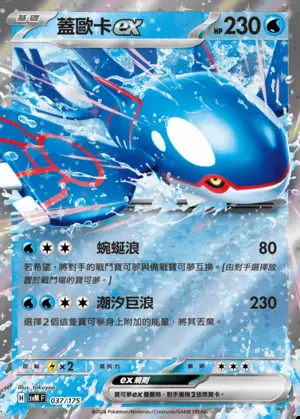 基礎
蓋歐卡ex
HP 230
蜿蜒浪 80
若希望,將對手的戰鬥寶可夢與備戰寶可夢互換。[由對手選擇放
置於戰鬥場的寶可夢。]
潮汐巨浪 230
選擇2個這隻寶可夢身上附加的能量,將其丟棄。
×2
ex規則
寶可夢ex昏厥時,對手獲得2張獎賞卡。
H SVM F 037/175
©2024 Pokémon/Nintendo/Creatures/GAME FREAK.